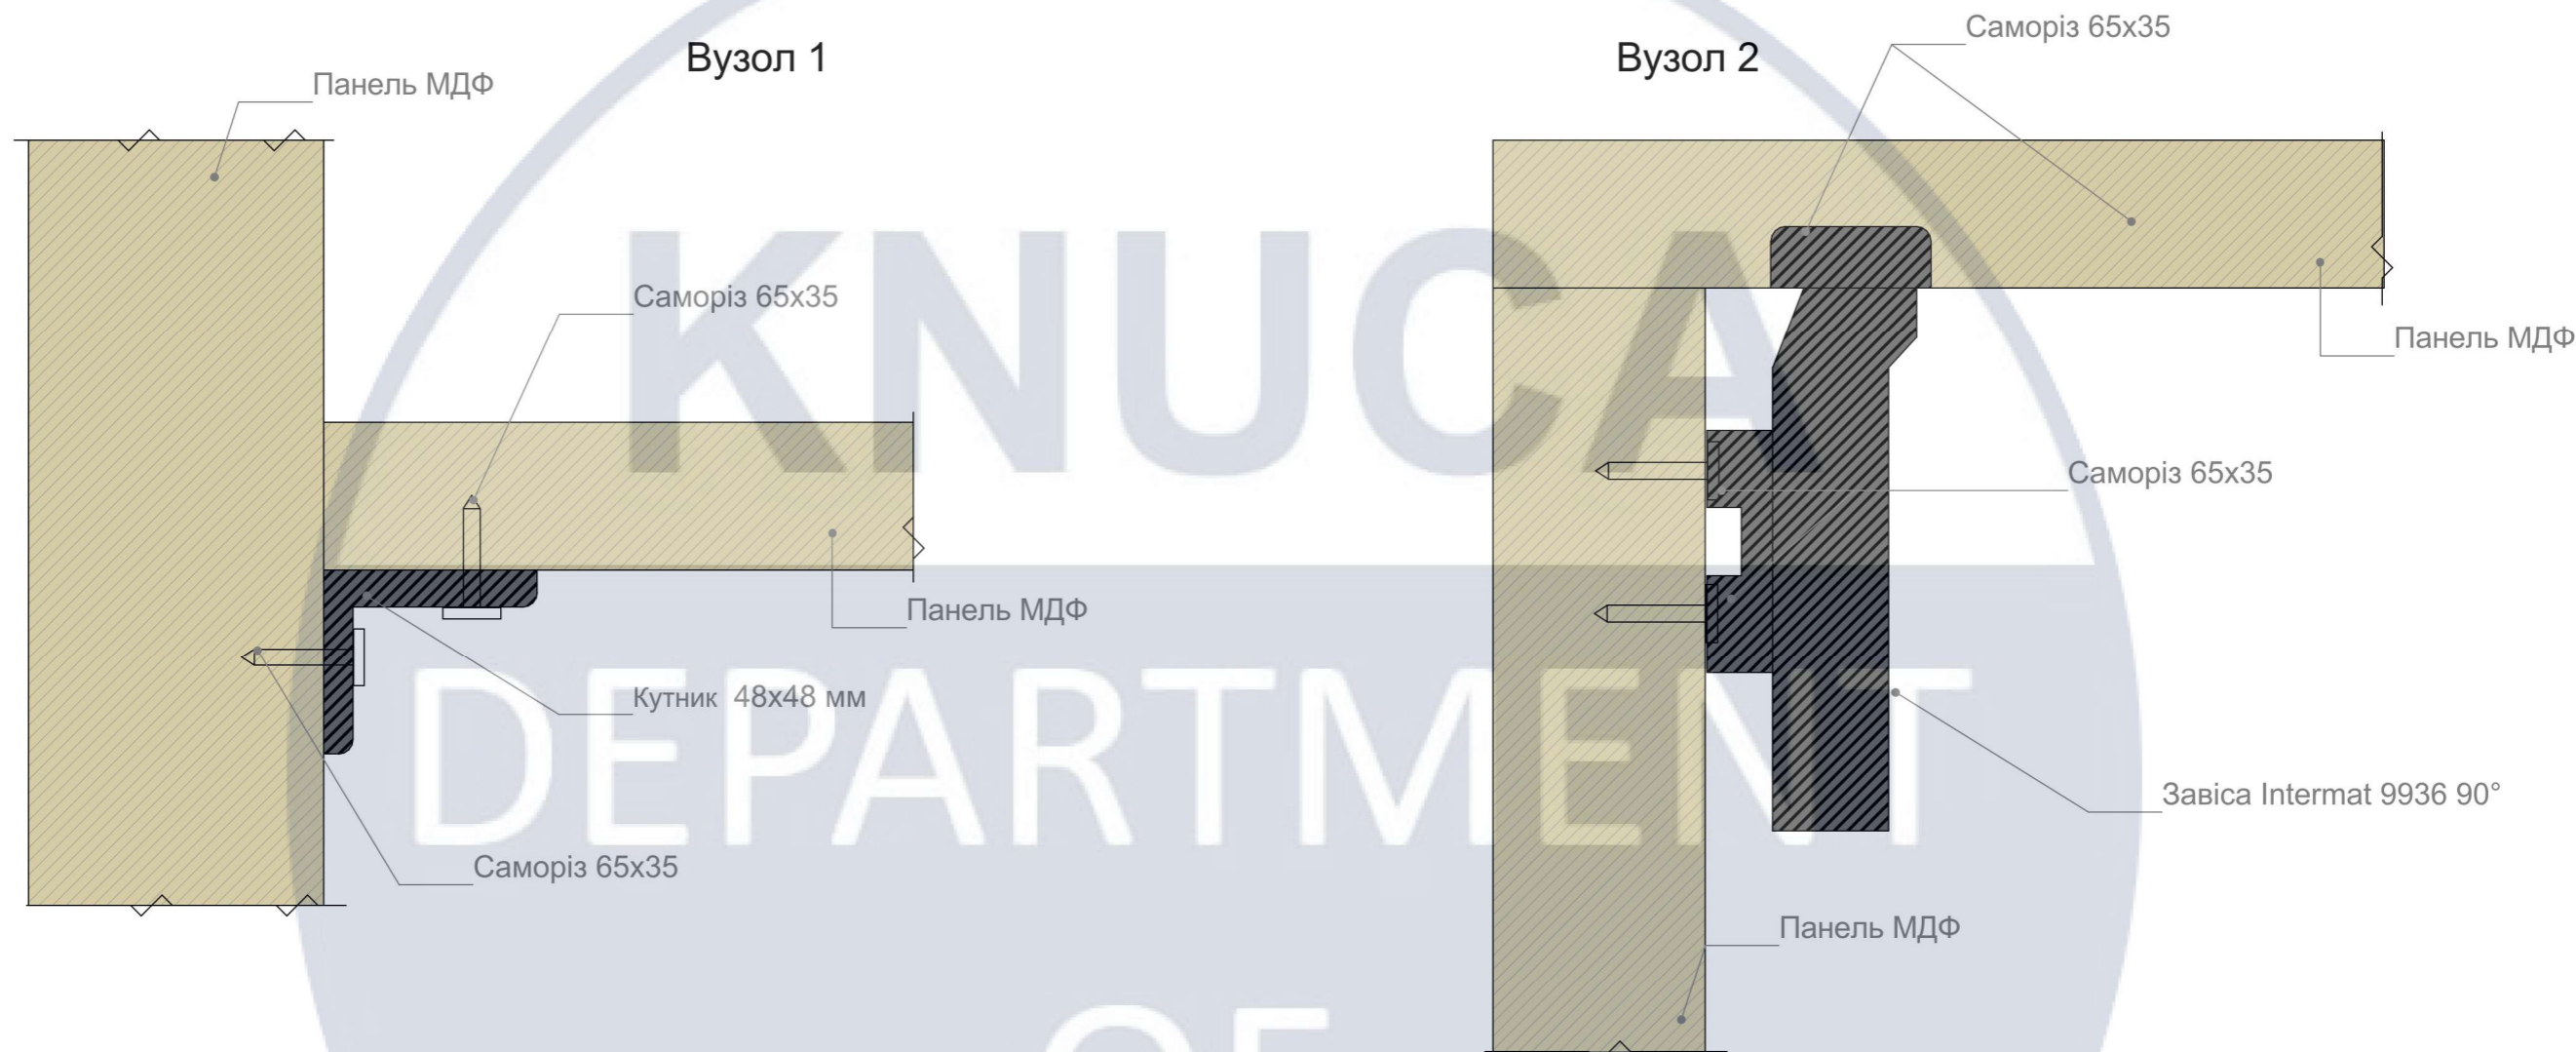 Вузол 1
Панель МДФ
Саморіз 65х35
Панель МДФ
Кутник 48х48 мм
Саморіз 65х35
Вузол 2
Саморіз 65х35
Панель МДФ
Саморіз 65х35
Завіса Intermat 9936 90°
Панель МДФ
KNUCA
DEPARTMENT
OF